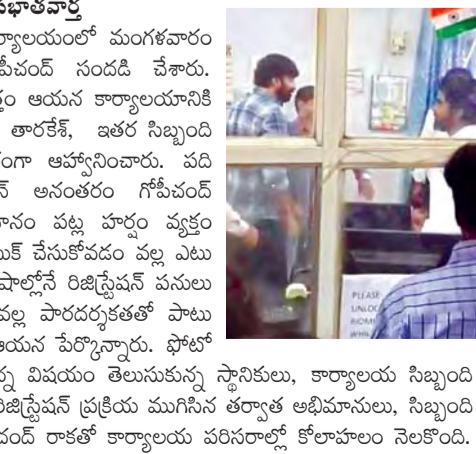 ప్రభాతవార్త
ర్యాలయంలో మంగళవారం
పీచంద్ సందడి చేశారు.
త్తం ఆయన కార్యాలయానికి
తారకేశ్, ఇతర సిబ్బంది
రంగా ఆహ్వానించారు. పది
న్ అనంతరం గోపీచంద్
నం పట్ల హర్షం వ్యక్తం
క్ చేసుకోవడం వల్ల ఎటు
షాల్లోనే రిజిస్ట్రేషన్ పనులు
వల్ల పారదర్శకతతో పాటు
ఆయన పేర్కొన్నారు. ఫోటో
న్న విషయం తెలుసుకున్న స్థానికులు, కార్యాలయ సిబ్బంది
రిజిస్ట్రేషన్ ప్రక్రియ ముగిసిన తర్వాత అభిమానులు, సిబ్బంది
చంద్ రాకతో కార్యాలయ పరిసరాల్లో కోలాహలం నెలకొంది.
PLEASE
UNLOC
BIOME